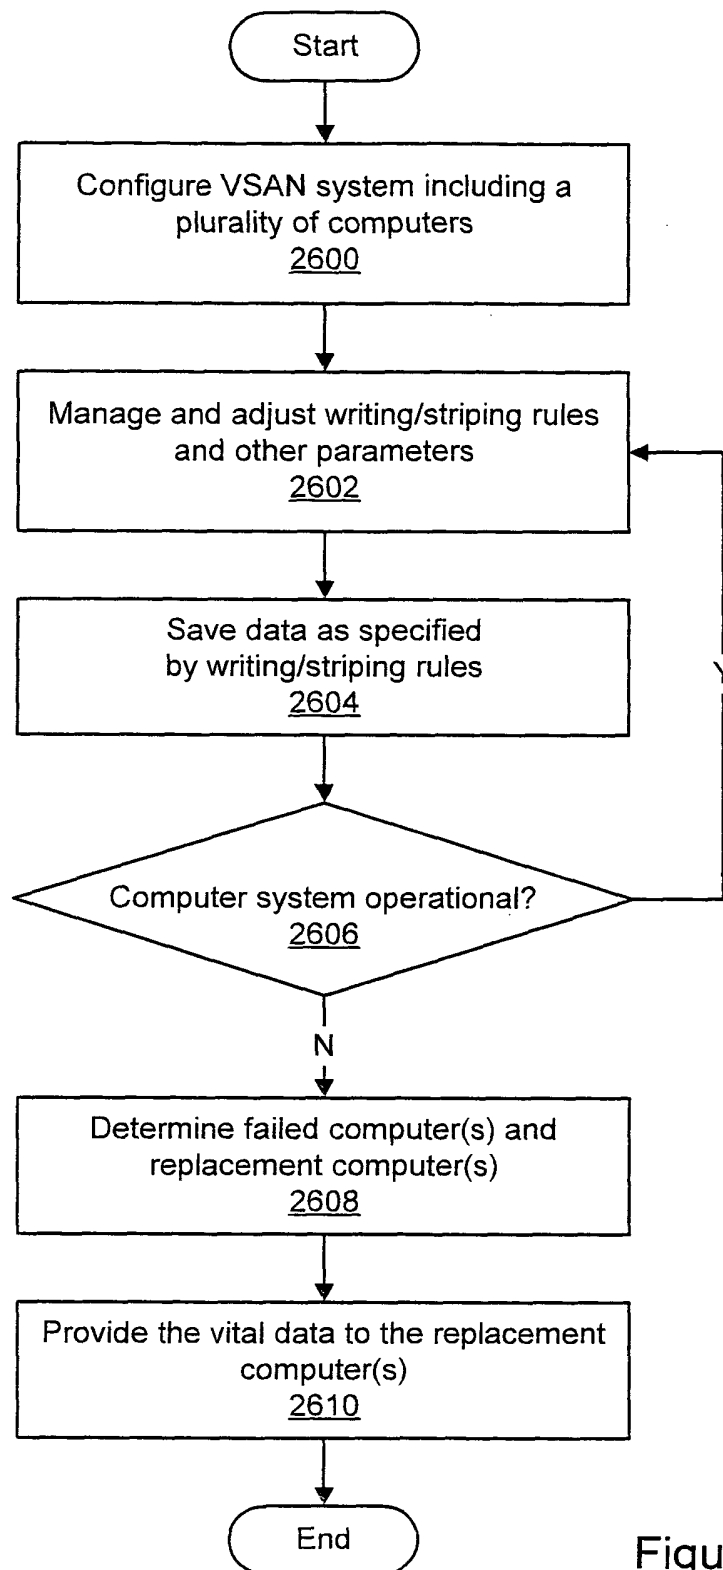 Start
Configure VSAN system including a
plurality of computers
2600
Manage and adjust writing/striping rules
and other parameters
2602
Save data as specified
by writing/striping rules
2604
Computer system operational?
2606
N
Determine failed computer(s) and
replacement computer(s)
2608
Provide the vital data to the replacement
computer(s)
2610
End